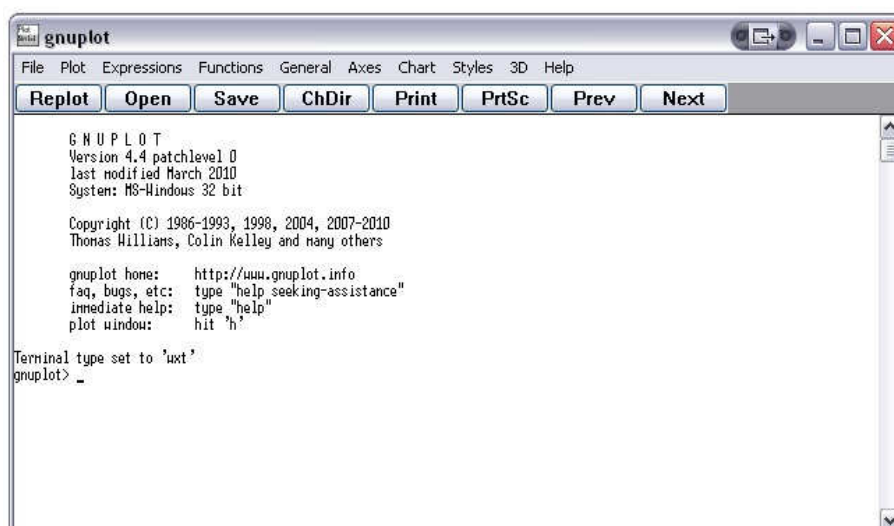 gnuplot
File Plot Expressions Functions General Axes Chart Styles 3D Help
Replot Open Save ChDir Print PrtSc Prev Next
G N U P L O T
Version 4.4 patchlevel 0
last modified March 2010
System: MS-Windows 32 bit
Copyright (C) 1986-1993, 1998, 2004, 2007-2010
Thomas Williams, Colin Kelley and many others
gnuplot home: http://www.gnuplot.info
faq, bugs, etc: type "help seeking-assistance"
immediate help: type "help"
plot window: hit 'h'
Terminal type set to 'wxt'
gnuplot> _